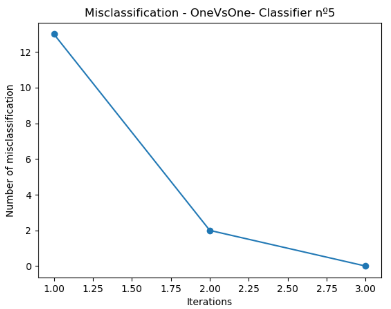 Misclassification - OneVsOne- Classifier nº5
Number of misclassification
12
10
8
6
4
2
0
1.00 1.25 1.50 1.75 2.00 2.25 2.50 2.75 3.00
Iterations